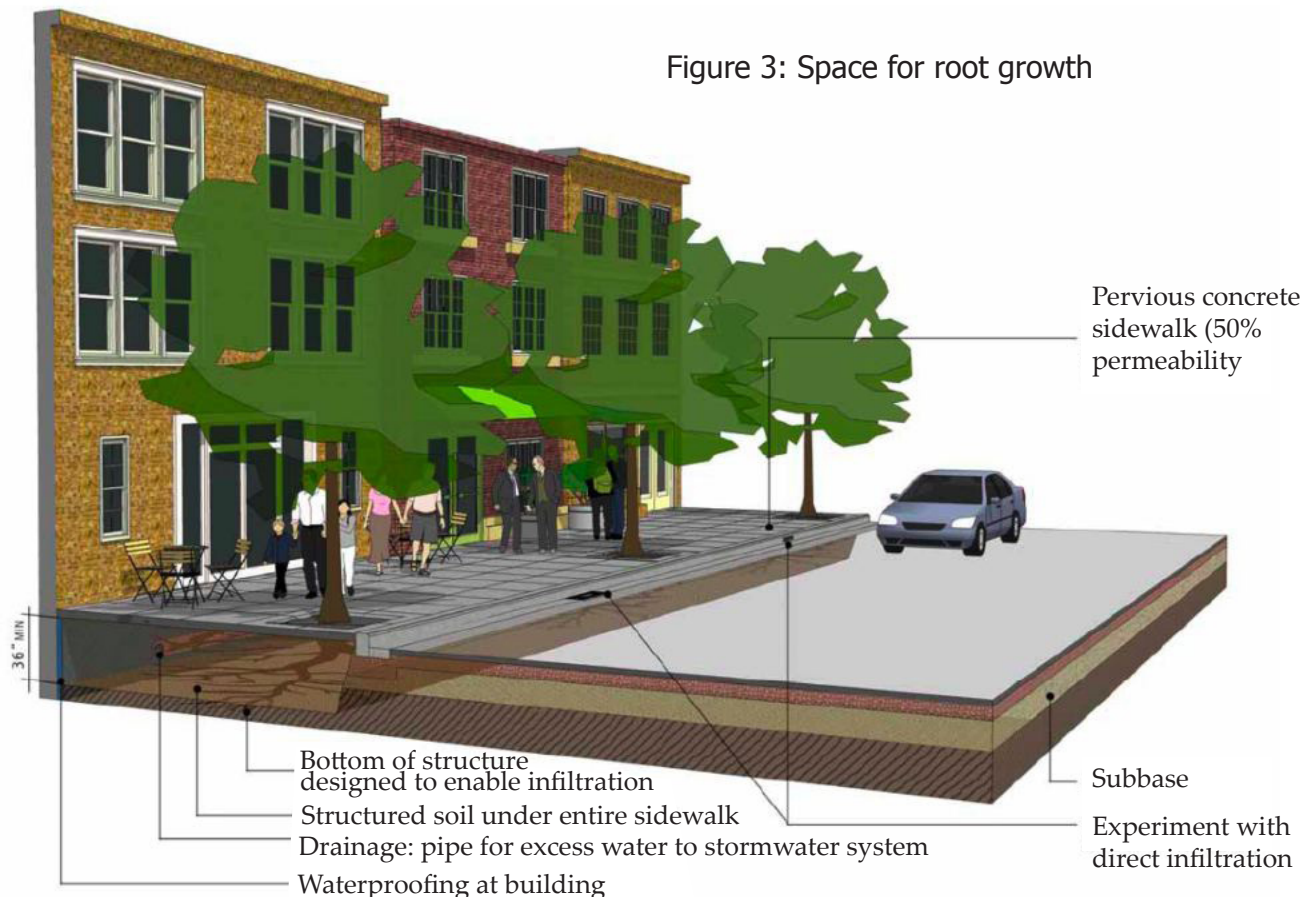 Figure 3: Space for root growth
Pervious concrete
sidewalk (50%
permeability
36" MIN
Bottom of structure
designed to enable infiltration
Structured soil under entire sidewalk
Drainage: pipe for excess water to stormwater system
Waterproofing at building
Subbase
Experiment with
direct infiltration